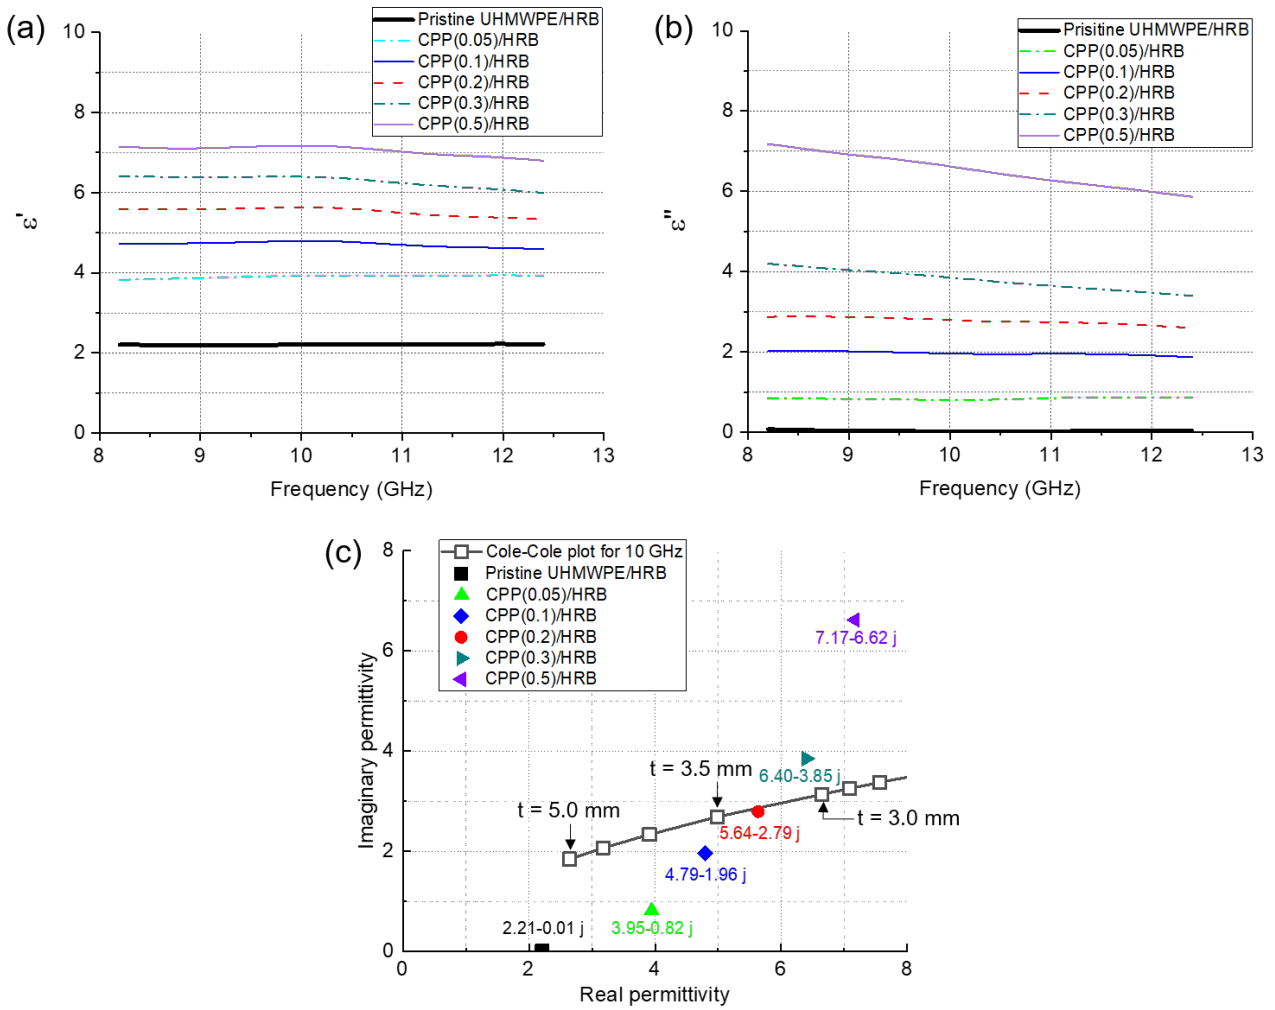 (a)
Pristine UHMWPE/HRB
CPP(0.05)/HRB
CPP(0.1)/HRB
CPP(0.2)/HRB
CPP(0.3)/HRB
CPP(0.5)/HRB
10
8
6
4
2
0
ε'
8
9
10
11
12
13
Frequency (GHz)
(b)
Prisitine UHMWPE/HRB
CPP(0.05)/HRB
CPP(0.1)/HRB
CPP(0.2)/HRB
CPP(0.3)/HRB
CPP(0.5)/HRB
10
8
6
4
2
0
ε"
8
9
10
11
12
13
Frequency (GHz)
(c)
Cole-Cole plot for 10 GHz
Pristine UHMWPE/HRB
CPP(0.05)/HRB
CPP(0.1)/HRB
CPP(0.2)/HRB
CPP(0.3)/HRB
CPP(0.5)/HRB
8
6
4
2
0
Imaginary permittivity
7.17-6.62 j
t = 3.5 mm
6.40-3.85 j
t = 5.0 mm
t = 3.0 mm
5.64-2.79 j
4.79-1.96 j
2.21-0.01 j
3.95-0.82 j
0
2
4
6
8
Real permittivity